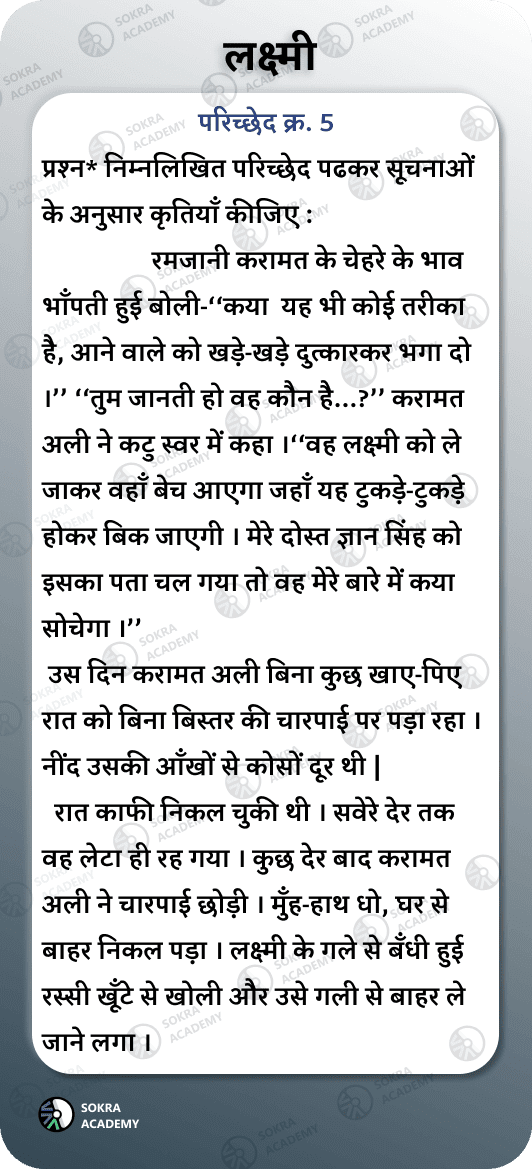 लक्ष्मी
परिच्छेद क्र. 5
प्रश्न* निम्नलिखित परिच्छेद पढकर सूचनाओं
के अनुसार कृतियाँ कीजिए :
रमजानी करामत के चेहरे के भाव
भाँपती हुई बोली-‘‘कया यह भी कोई तरीका
है, आने वाले को खड़े-खड़े दुत्कारकर भगा दो
।’’ ‘‘तुम जानती हो वह कौन है...?’’ करामत
अली ने कटु स्वर में कहा ।‘‘वह लक्ष्मी को ले
जाकर वहाँ बेच आएगा जहाँ यह टुकड़े-टुकड़े
होकर बिक जाएगी । मेरे दोस्त ज्ञान सिंह को
इसका पता चल गया तो वह मेरे बारे में कया
सोचेगा ।’’
उस दिन करामत अली बिना कुछ खाए-पिए
रात को बिना बिस्तर की चारपाई पर पड़ा रहा ।
नींद उसकी आँखों से कोसों दूर थी |
रात काफी निकल चुकी थी । सवेरे देर तक
वह लेटा ही रह गया । कुछ देर बाद करामत
अली ने चारपाई छोड़ी । मुँह-हाथ धो, घर से
बाहर निकल पड़ा । लक्ष्मी के गले से बँधी हुई
रस्सी खूँटे से खोली और उसे गली से बाहर ले
जाने लगा ।
SOKRA
ACADEMY